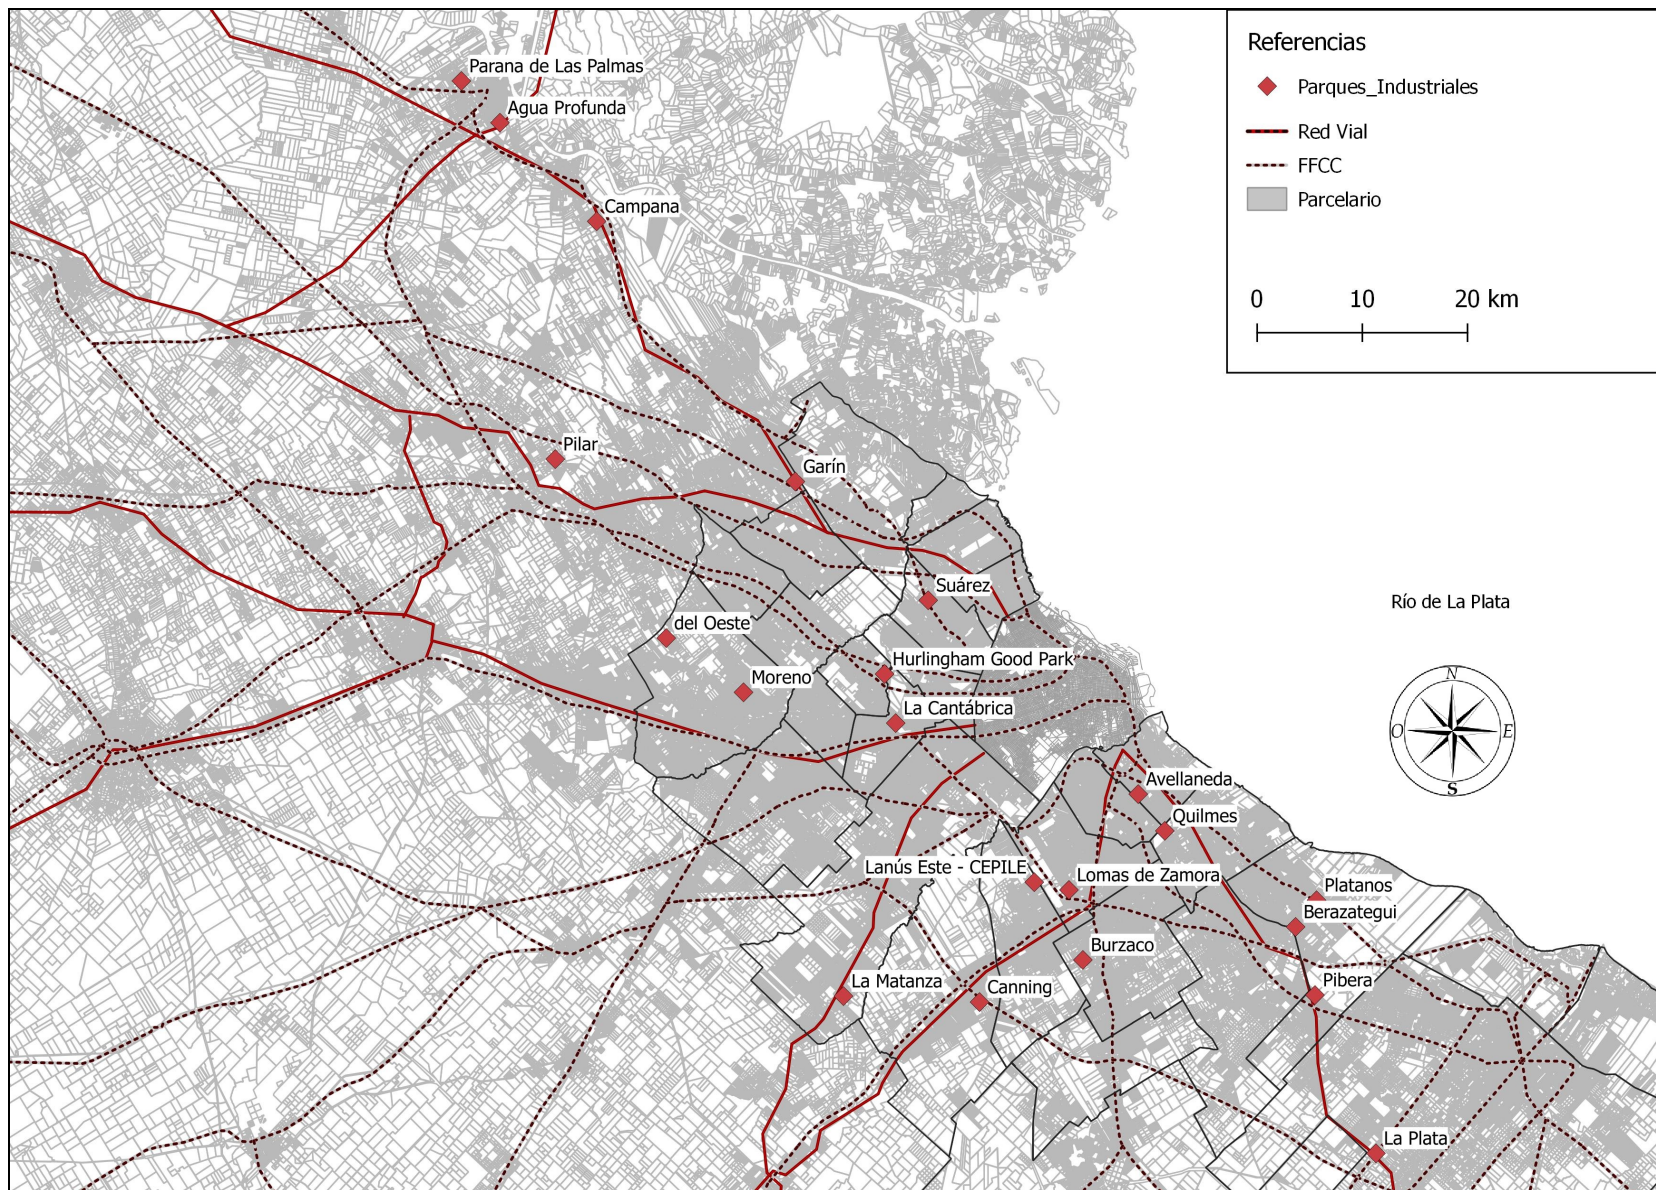 Referencias
Parques_Industriales
Red Vial
FFCC
Parcelario
0 10 20 km
Parana de Las Palmas
Agua Profunda
Campana
Pilar
Garín
Suárez
Río de La Plata
del Oeste
Hurlingham Good Park
Moreno
La Cantábrica
N
O E
S
Avellaneda
Quilmes
Lanús Este - CEPILE
Lomas de Zamora
Platanos
Berazategui
Burzaco
La Matanza
Canning
Pibera
La Plata